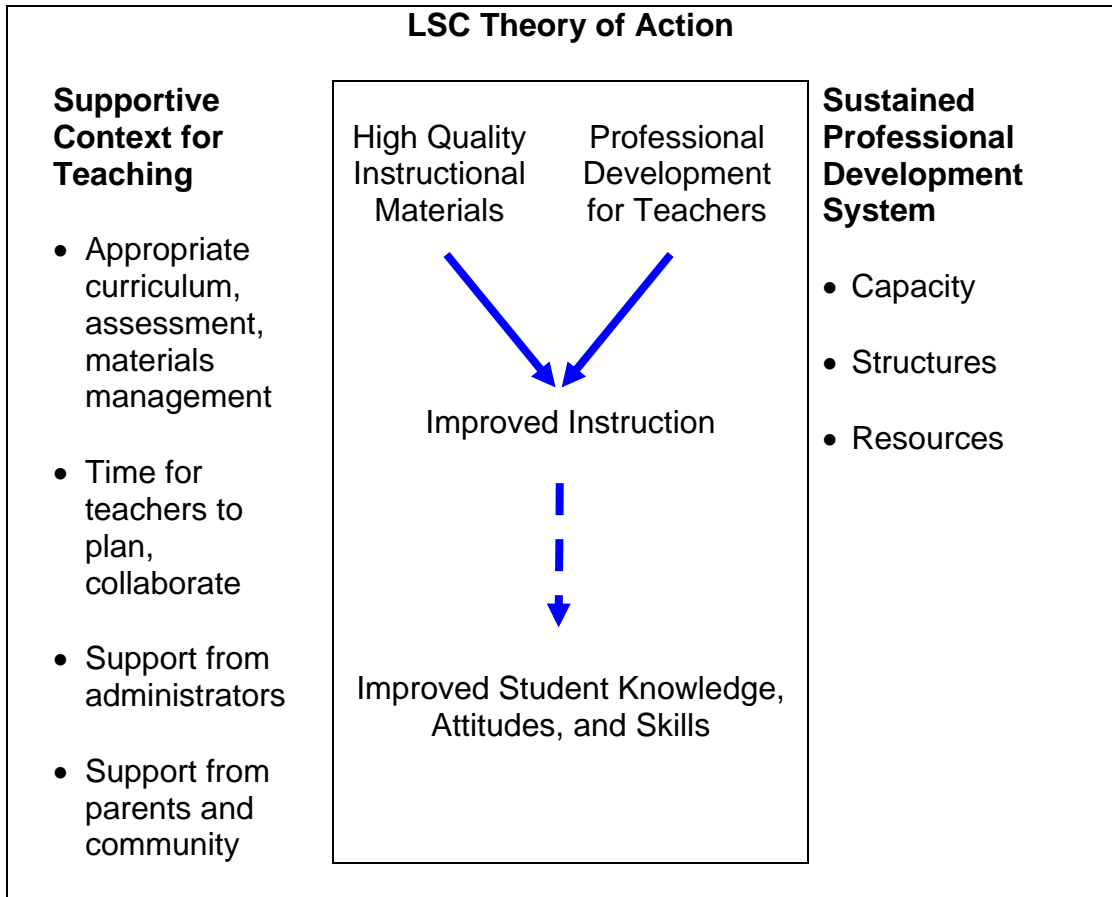 LSC Theory of Action
Supportive
Context for
Teaching
• Appropriate
curriculum,
assessment,
materials
management
• Time for
teachers to
plan,
collaborate
• Support from
administrators
• Support from
parents and
community
High Quality
Instructional
Materials
Professional
Development
for Teachers
Improved Instruction
Improved Student Knowledge,
Attitudes, and Skills
Sustained
Professional
Development
System
• Capacity
• Structures
• Resources